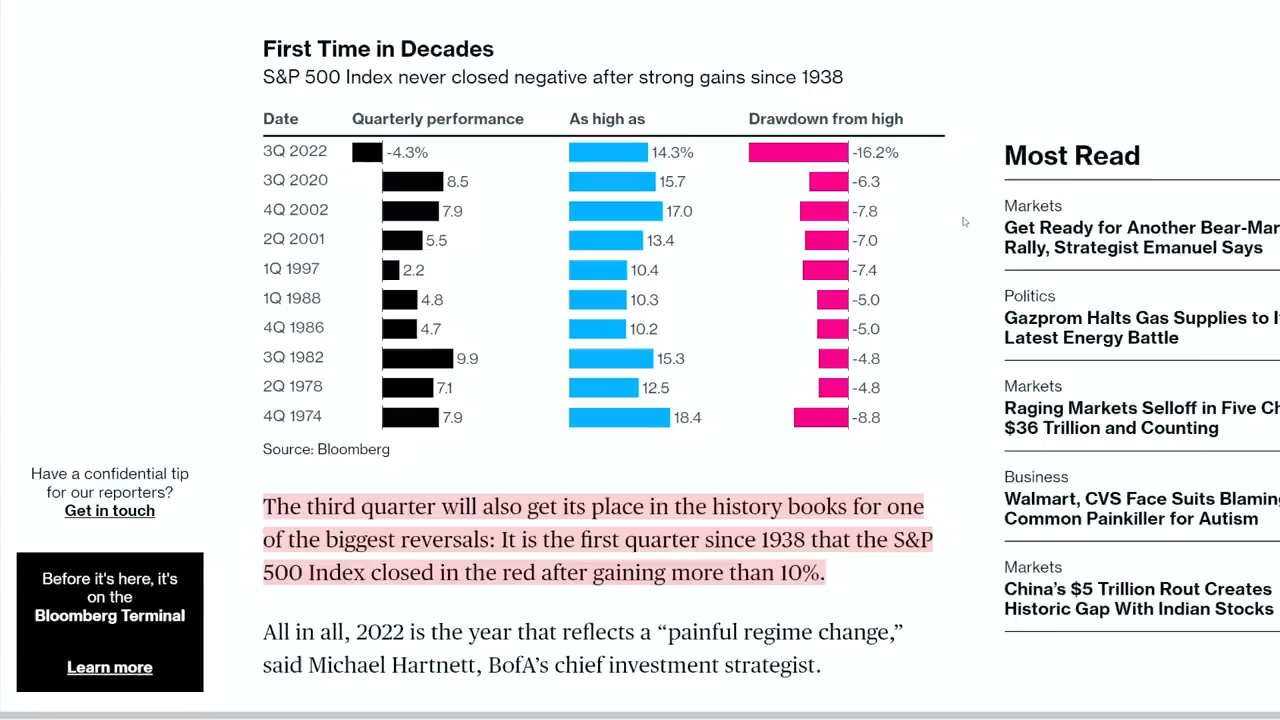 First Time in Decades
S&P 500 Index never closed negative after strong gains since 1938
Date Quarterly performance As high as Drawdown from high
3Q 2022 -4.3% 14.3% -16.2%
3Q 2020 8.5 15.7 -6.3
4Q 2002 7.9 17.0 -7.8
2Q 2001 5.5 13.4 -7.0
1Q 1997 2.2 10.4 -7.4
1Q 1988 4.8 10.3 -5.0
4Q 1986 4.7 10.2 -5.0
3Q 1982 9.9 15.3 -4.8
2Q 1978 7.1 12.5 -4.8
4Q 1974 7.9 18.4 -8.8
Source: Bloomberg
The third quarter will also get its place in the history books for one
of the biggest reversals: It is the first quarter since 1938 that the S&P
500 Index closed in the red after gaining more than 10%.
All in all, 2022 is the year that reflects a “painful regime change,”
said Michael Hartnett, BofA’s chief investment strategist.
Have a confidential tip
for our reporters?
Get in touch
Before it's here, it's
on the
Bloomberg Terminal
Learn more
Most Read
Markets
Get Ready for Another Bear-Mar
Rally, Strategist Emanuel Says
Politics
Gazprom Halts Gas Supplies to
Latest Energy Battle
Markets
Raging Markets Selloff in Five Ch
$36 Trillion and Counting
Business
Walmart, CVS Face Suits Blaming
Common Painkiller for Autism
Markets
China’s $5 Trillion Rout Creates
Historic Gap With Indian Stocks